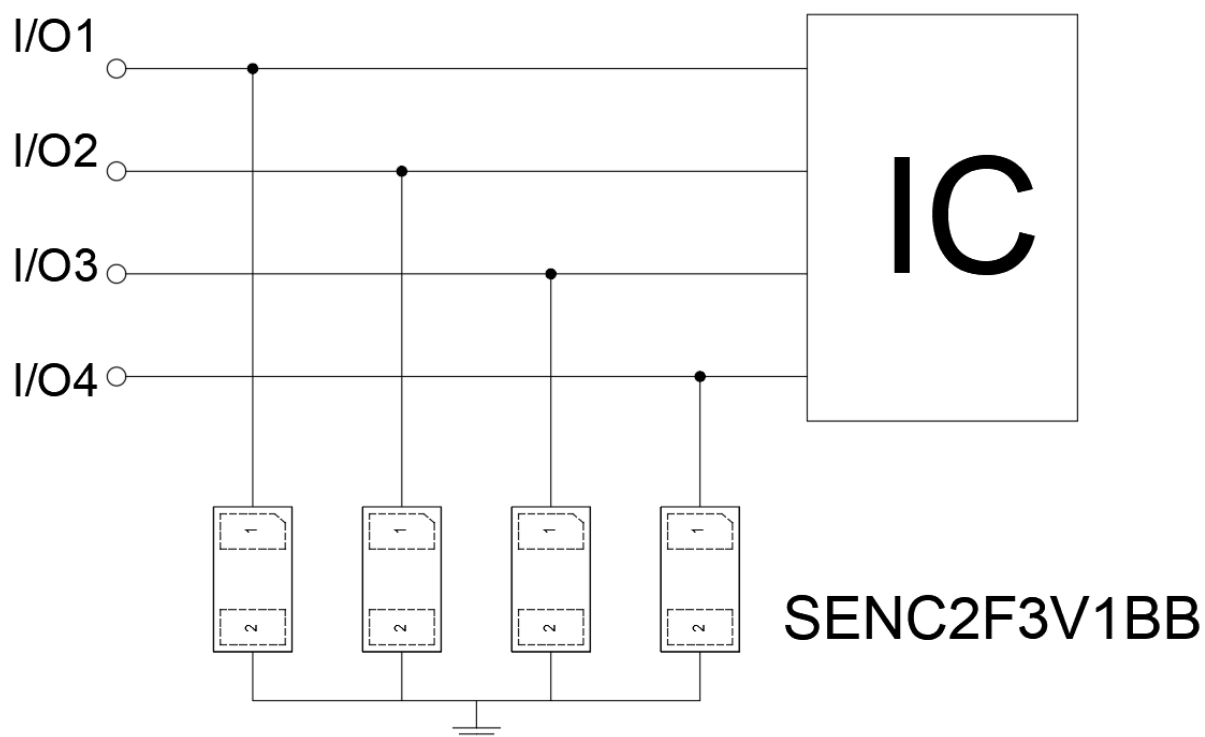 I/O1
I/O2
IC
I/O3
I/O4
1 1 1 1
2 2 2 2
SENC2F3V1BB